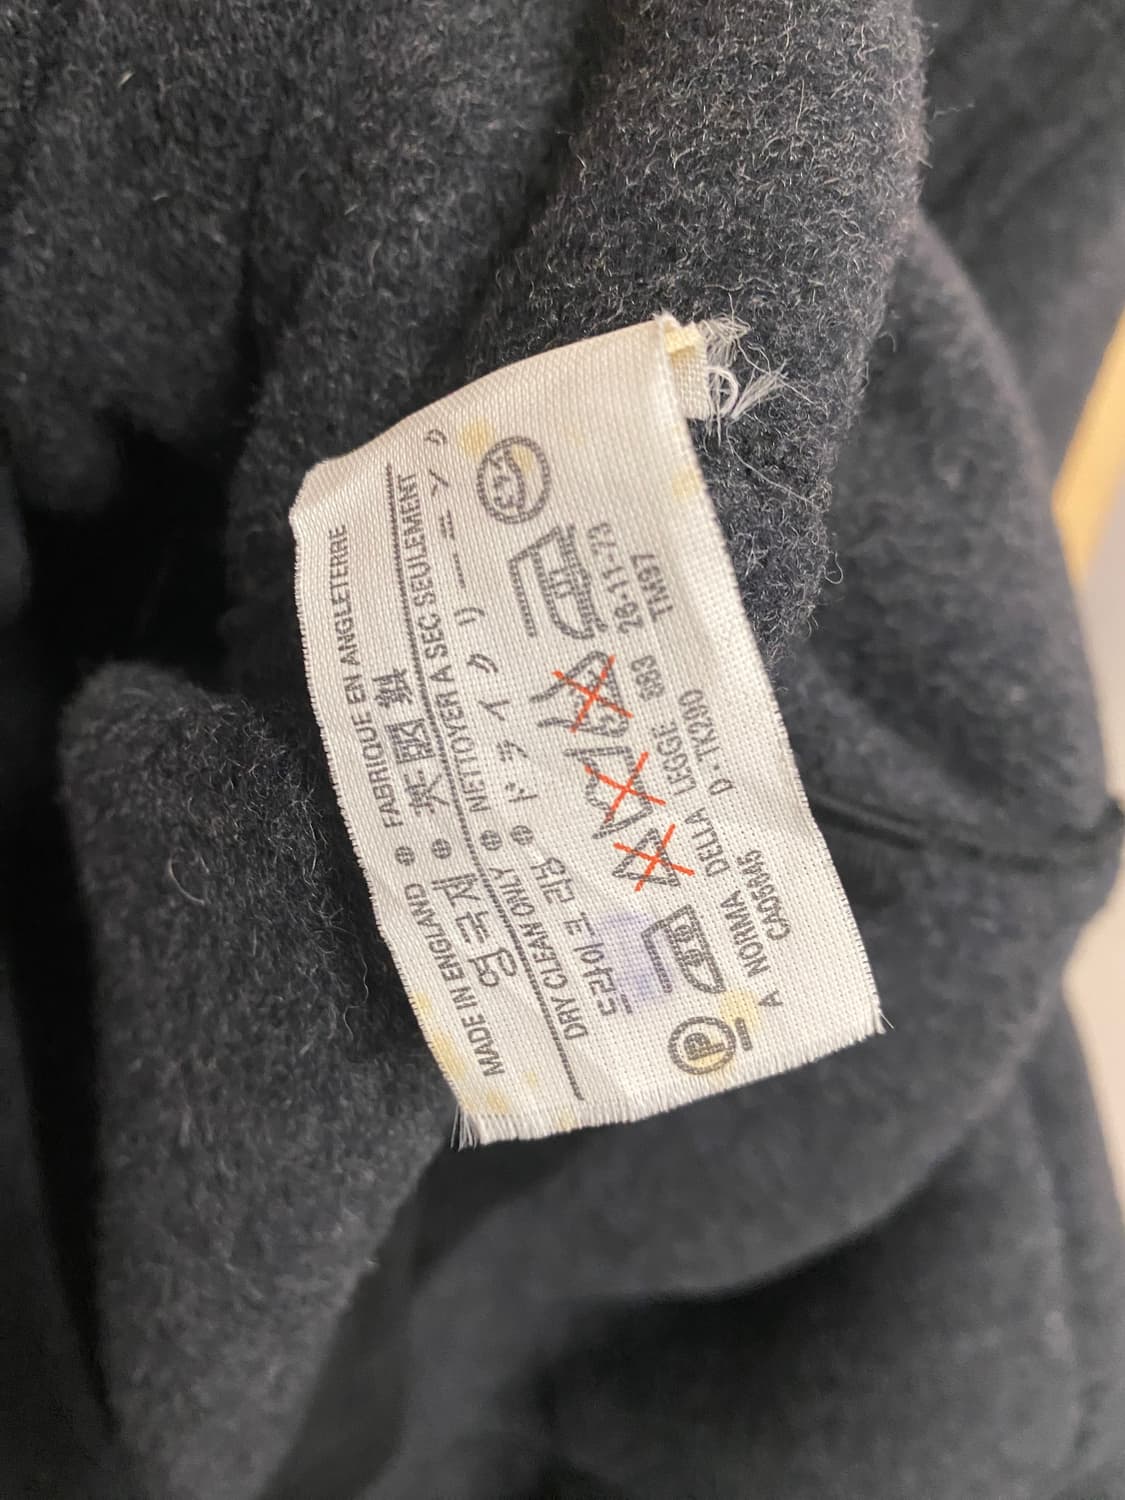 MADE IN ENGLAND ⊕ FABRIQUE EN ANGLETERRE
영국제 ⊕ 英國製
DRY CLEAN ONLY ⊕ NETTOYER A SEC SEULEMENT
드라이크리닝 ⊕ ドライクリーニング
P
A NORMA DELLA LEGGE 883 26-11-73
CA05645 D-TK280 TN97